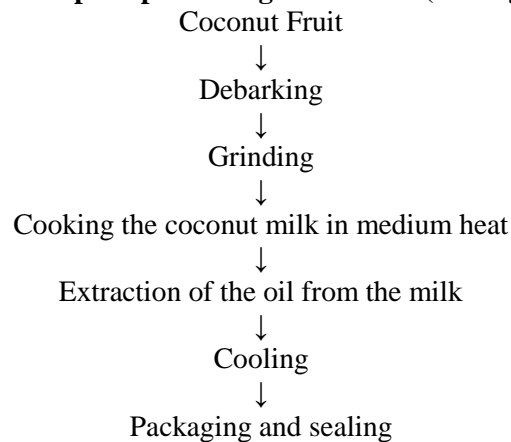 Coconut Fruit
↓
Debarking
↓
Grinding
↓
Cooking the coconut milk in medium heat
↓
Extraction of the oil from the milk
↓
Cooling
↓
Packaging and sealing